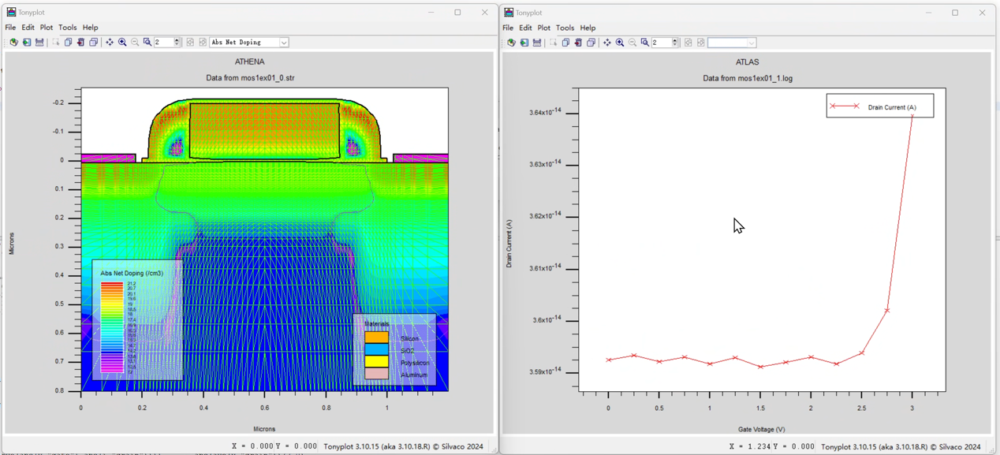 Tonyplot
File Edit Plot Tools Help
2 Abs Net Doping
ATHENA
Data from mos1ex01_0.str
-0.2
-0.1
0
0.1
0.2
0.3
0.4
0.5
0.6
0.7
0.8
Microns
Abs Net Doping (/cm3)
21.2
20.7
20.1
19.6
19
18.5
18
17.4
Materials
Silicon
SiO2
Polysilicon
Aluminum
0 0.2 0.4 0.6 0.8 1
Microns
X = 0.000 Y = 0.000 Tonyplot 3.10.15 (aka 3.10.18.R) © Silvaco 2024
Tonyplot
File Edit Plot Tools Help
2
ATLAS
Data from mos1ex01_1.log
Drain Current (A)
3.64x10-14
3.63x10-14
3.62x10-14
3.61x10-14
3.6x10-14
3.59x10-14
Drain Current (A)
0 0.5 1 1.5 2 2.5 3
Gate Voltage (V)
X = 1.234 Y = 0.000 Tonyplot 3.10.15 (aka 3.10.18.R) © Silvaco 2024